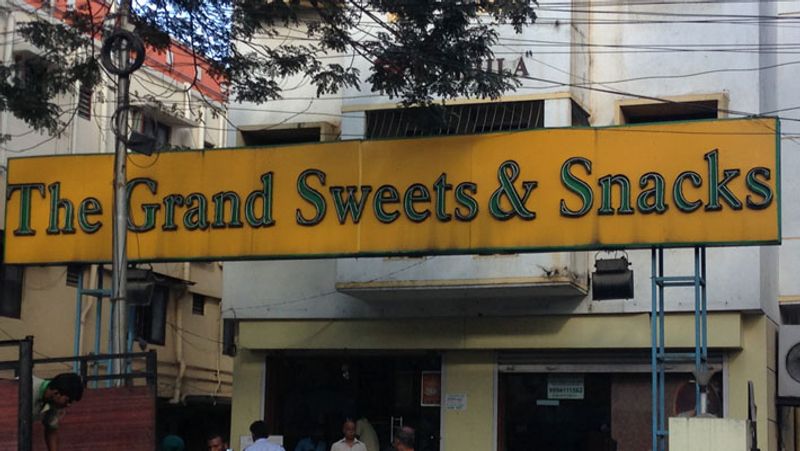 The Grand Sweets & Snacks